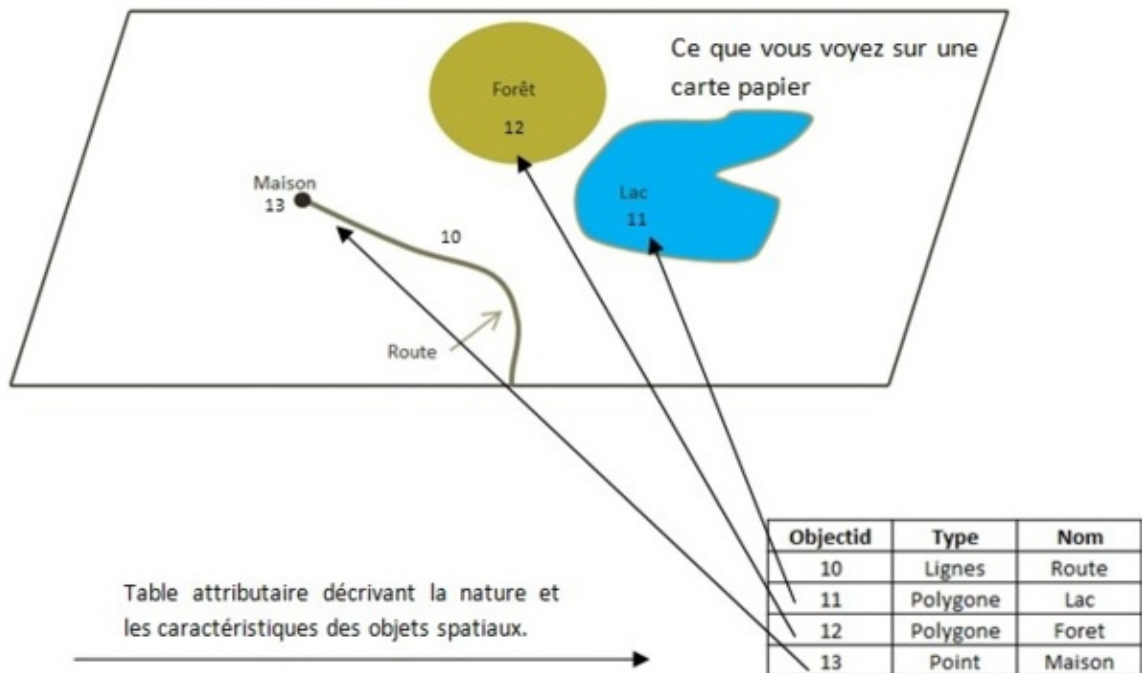 Ce que vous voyez sur une
carte papier
Forêt
12
Maison
13
Lac
11
10
Route
Table attributaire décrivant la nature et
les caractéristiques des objets spatiaux.
Objectid Type Nom
10 Lignes Route
11 Polygone Lac
12 Polygone Foret
13 Point Maison